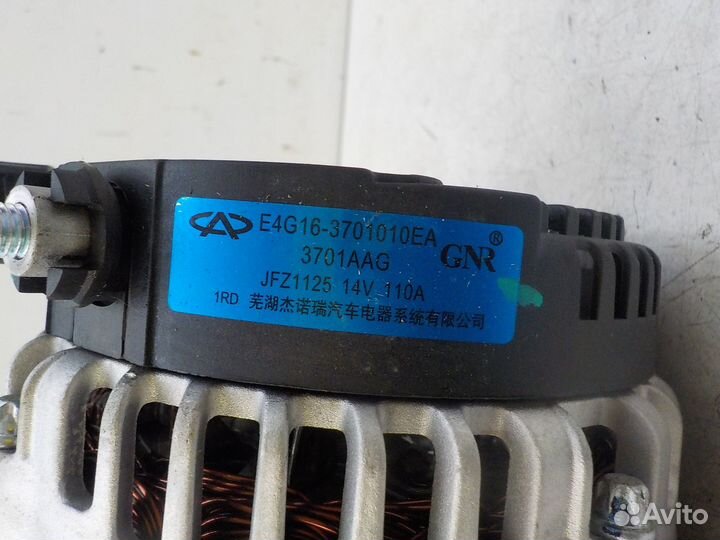 E4G16-3701010EA
3701AAG
GNR®
JFZ1125 14V 110A
1RD 芜湖杰诺瑞汽车电器系统有限公司
Avito